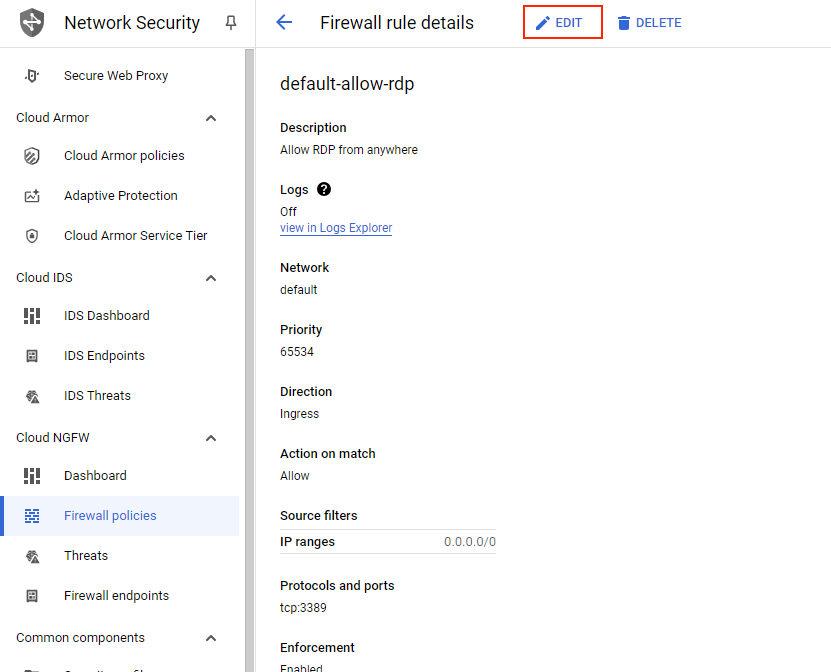 Network Security
Secure Web Proxy
Cloud Armor
Cloud Armor policies
Adaptive Protection
Cloud Armor Service Tier
Cloud IDS
IDS Dashboard
IDS Endpoints
IDS Threats
Cloud NGFW
Dashboard
Firewall policies
Threats
Firewall endpoints
Common components
Firewall rule details
EDIT
DELETE
default-allow-rdp
Description
Allow RDP from anywhere
Logs ?
Off
view in Logs Explorer
Network
default
Priority
65534
Direction
Ingress
Action on match
Allow
Source filters
IP ranges 0.0.0.0/0
Protocols and ports
tcp:3389
Enforcement
Enabled